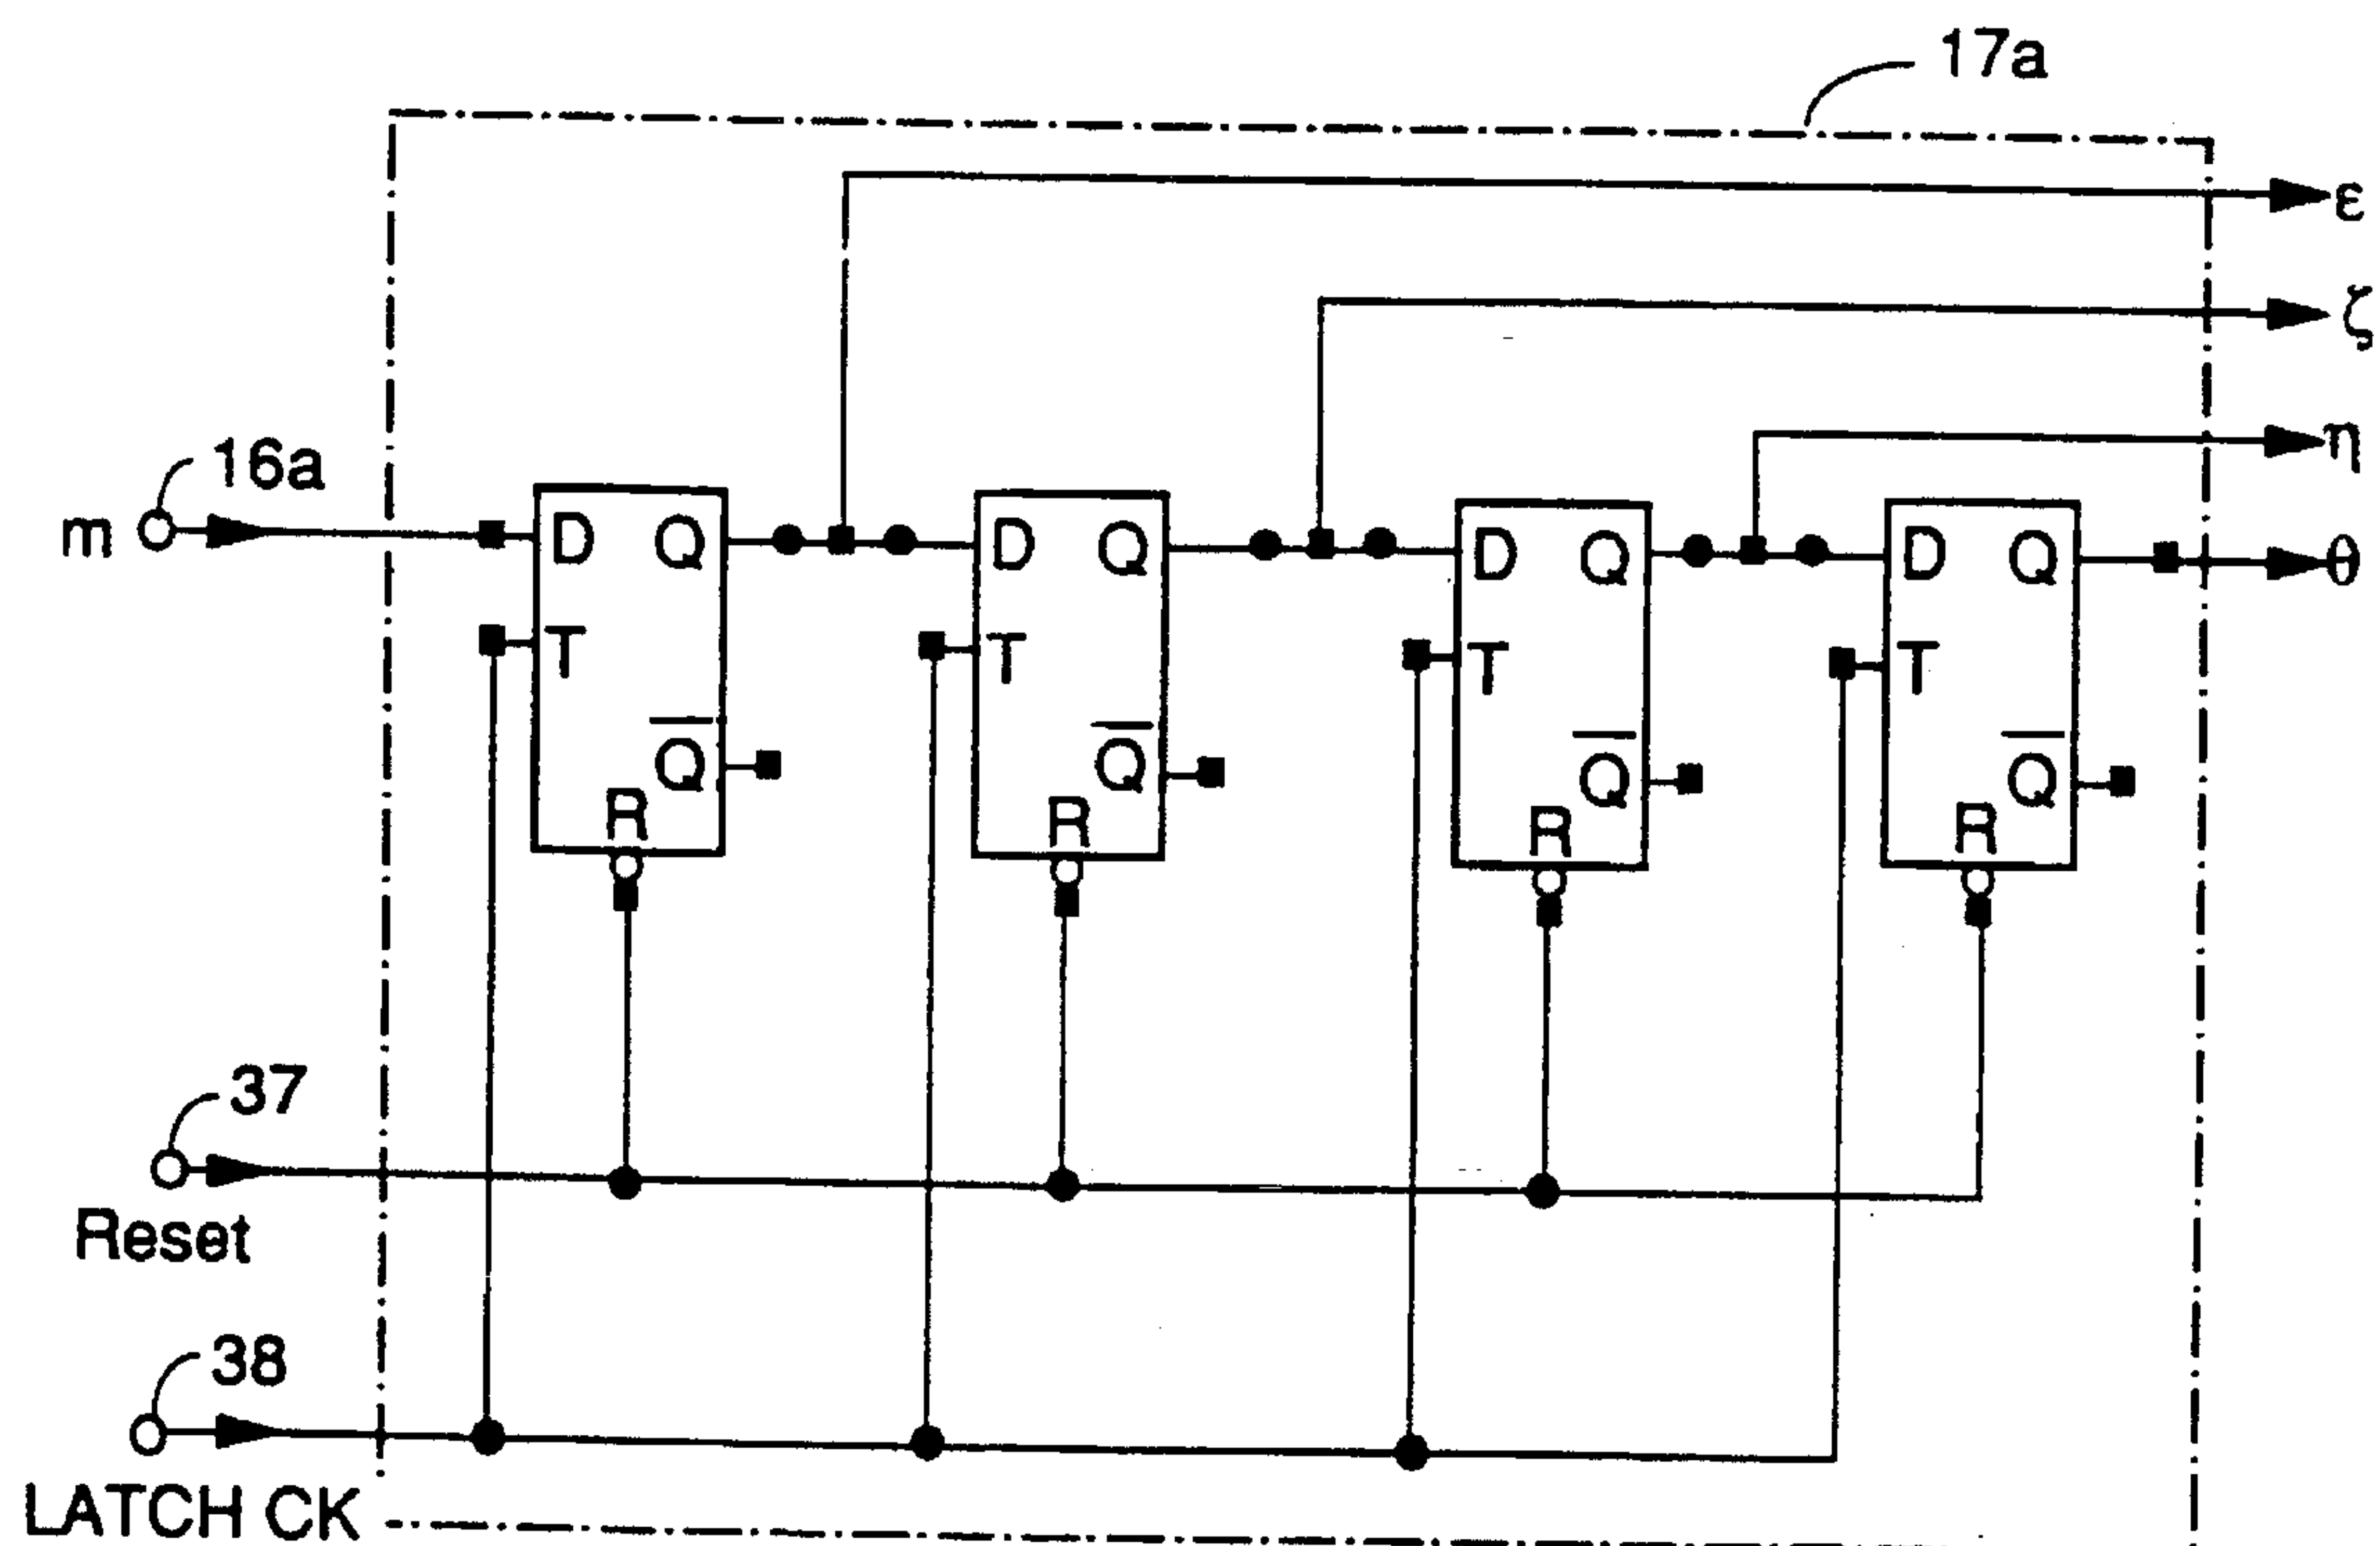 17a
ε
ζ
η
16a
m
D Q D Q D Q D Q
θ
T T T T
Q̅ Q̅ Q̅ Q̅
R R R R
37
Reset
38
LATCH CK